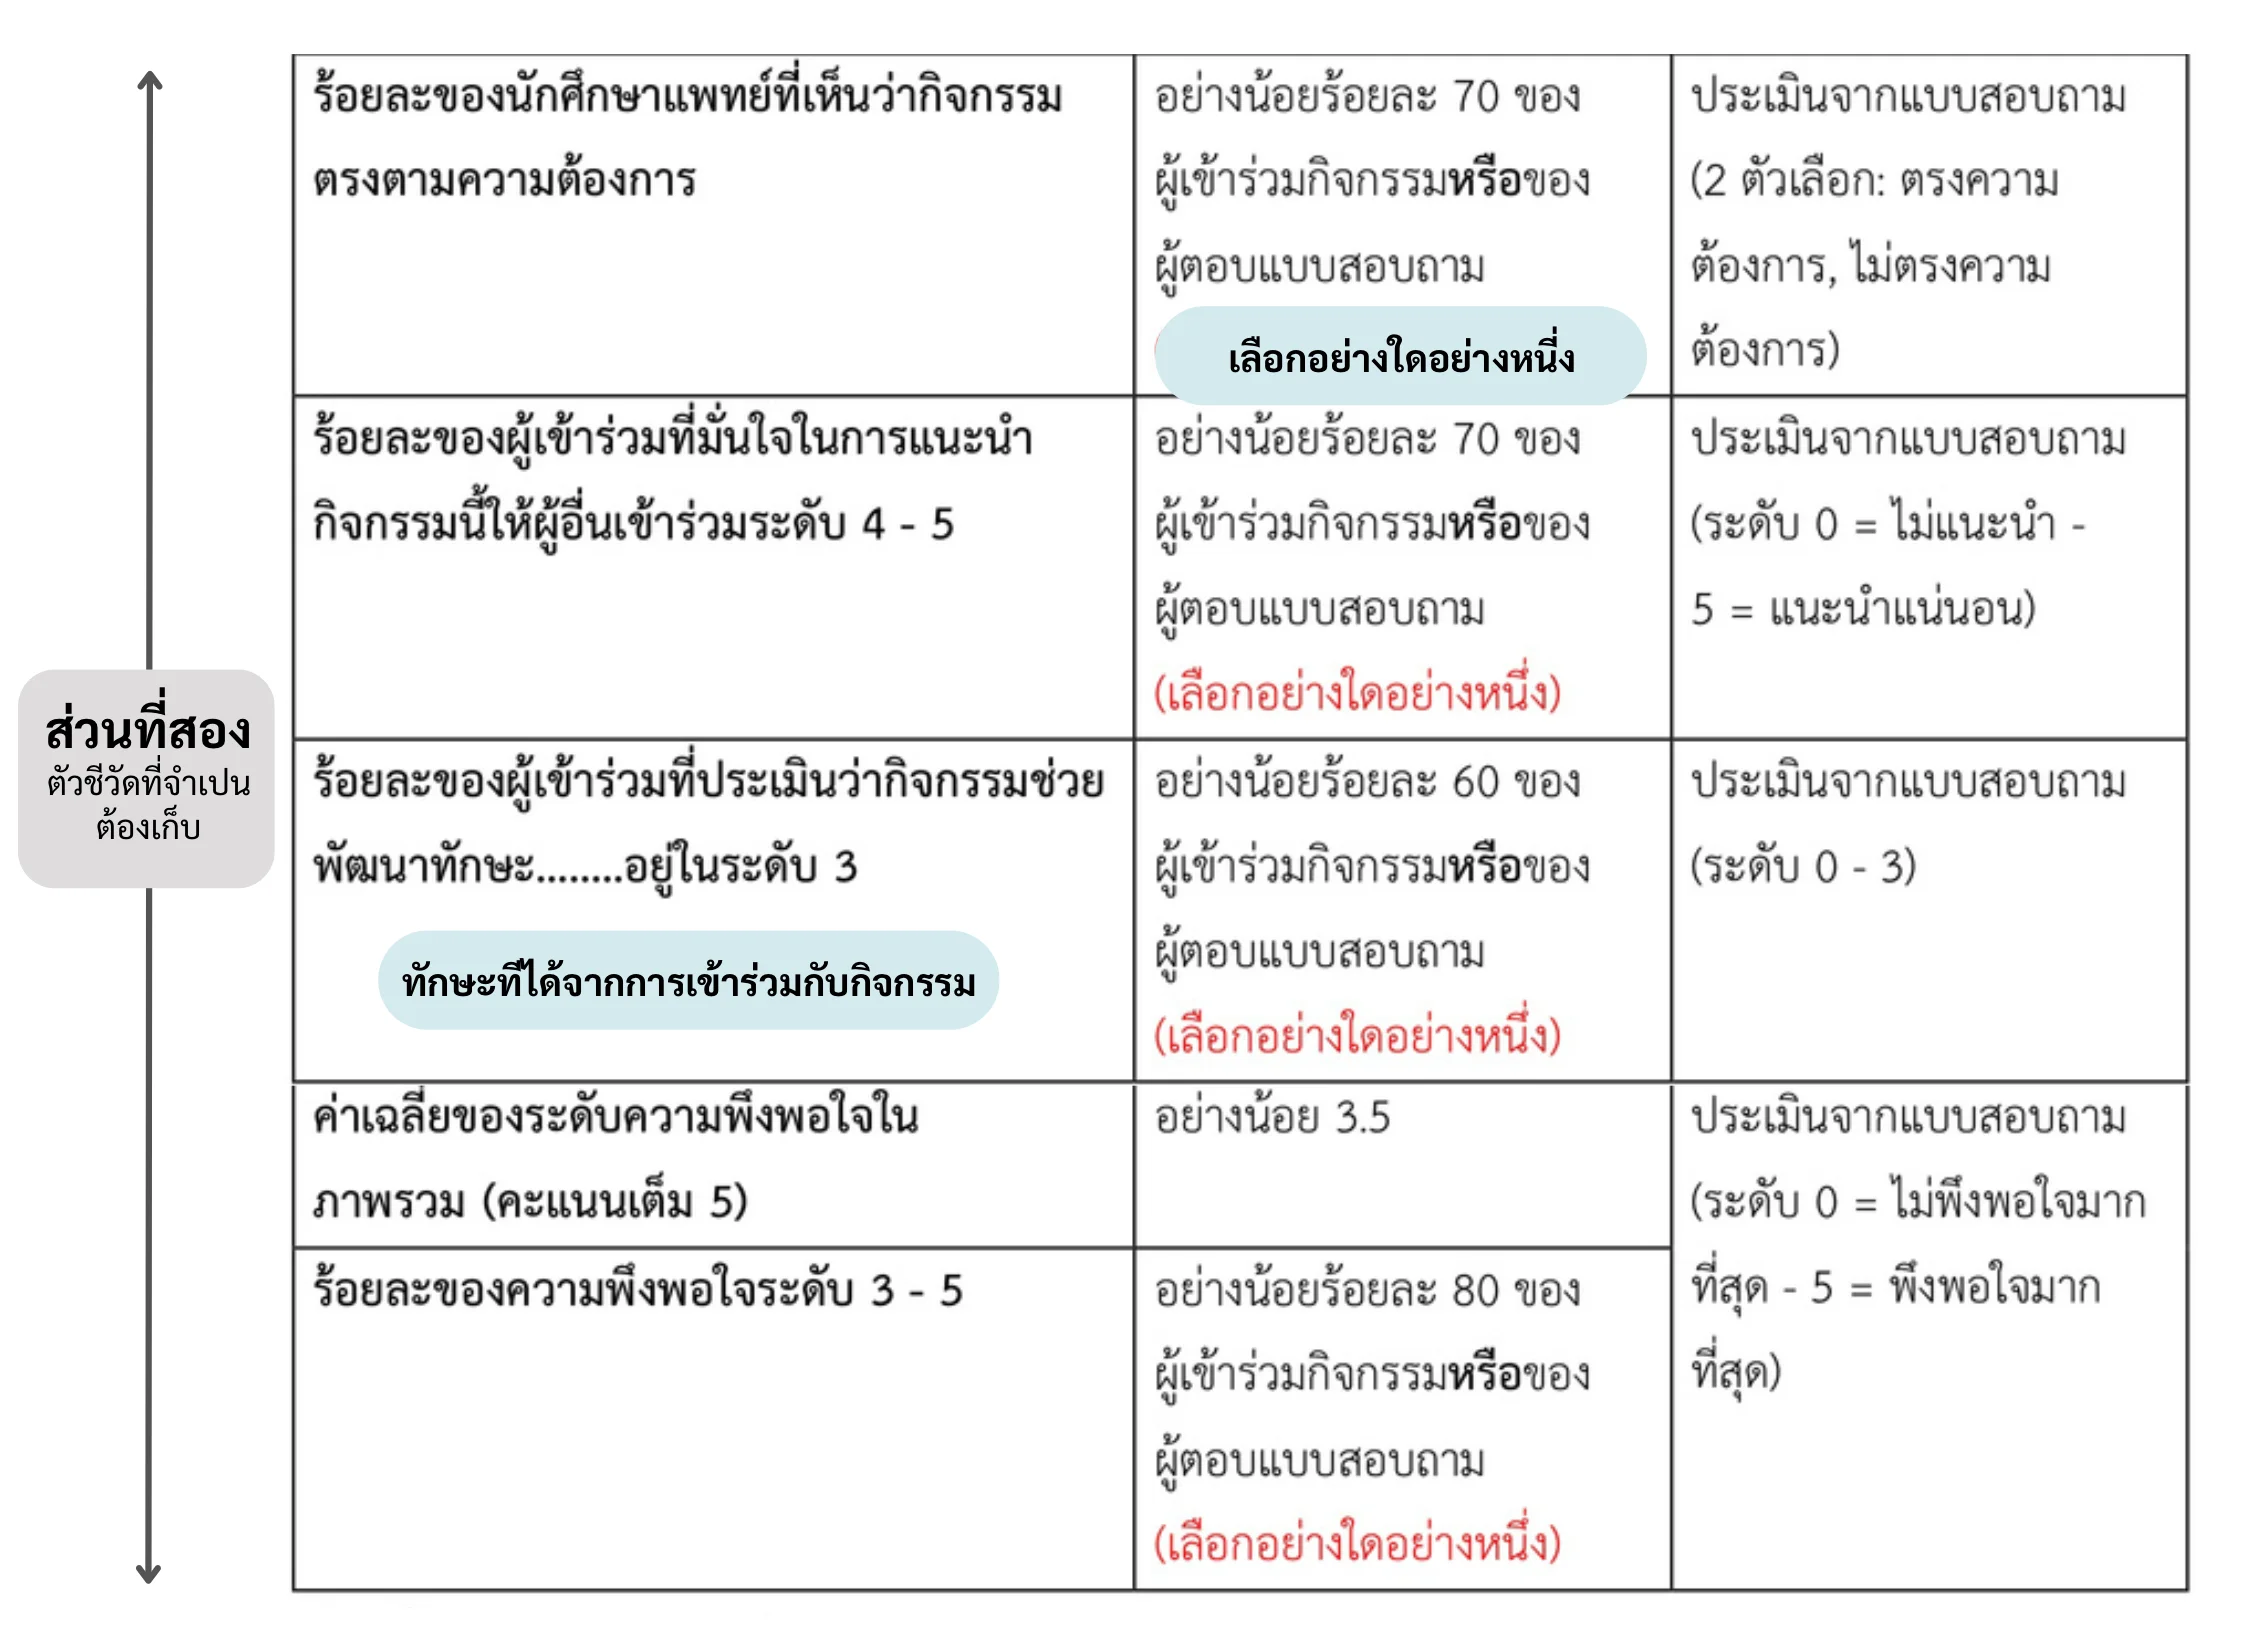 ส่วนที่สอง
ตัวชีวัดที่จำเปน
ต้องเก็บ
ร้อยละของนักศึกษาแพทย์ที่เห็นว่ากิจกรรม
ตรงตามความต้องการ
อย่างน้อยร้อยละ 70 ของ
ผู้เข้าร่วมกิจกรรมหรือของ
ผู้ตอบแบบสอบถาม
เลือกอย่างใดอย่างหนี่ง
ประเมินจากแบบสอบถาม
(2 ตัวเลือก: ตรงความ
ต้องการ, ไม่ตรงความ
ต้องการ)
ร้อยละของผู้เข้าร่วมที่มั่นใจในการแนะนำ
กิจกรรมนี้ให้ผู้อื่นเข้าร่วมระดับ 4 - 5
อย่างน้อยร้อยละ 70 ของ
ผู้เข้าร่วมกิจกรรมหรือของ
ผู้ตอบแบบสอบถาม
(เลือกอย่างใดอย่างหนึ่ง)
ประเมินจากแบบสอบถาม
(ระดับ 0 = ไม่แนะนำ -
5 = แนะนำแน่นอน)
ร้อยละของผู้เข้าร่วมที่ประเมินว่ากิจกรรมช่วย
พัฒนาทักษะ........อยู่ในระดับ 3
ทักษะทีได้จากการเข้าร่วมกับกิจกรรม
อย่างน้อยร้อยละ 60 ของ
ผู้เข้าร่วมกิจกรรมหรือของ
ผู้ตอบแบบสอบถาม
(เลือกอย่างใดอย่างหนึ่ง)
ประเมินจากแบบสอบถาม
(ระดับ 0 - 3)
ค่าเฉลี่ยของระดับความพึงพอใจใน
ภาพรวม (คะแนนเต็ม 5)
อย่างน้อย 3.5
ประเมินจากแบบสอบถาม
(ระดับ 0 = ไม่พึงพอใจมาก
ที่สุด - 5 = พึงพอใจมาก
ที่สุด)
ร้อยละของความพึงพอใจระดับ 3 - 5
อย่างน้อยร้อยละ 80 ของ
ผู้เข้าร่วมกิจกรรมหรือของ
ผู้ตอบแบบสอบถาม
(เลือกอย่างใดอย่างหนึ่ง)